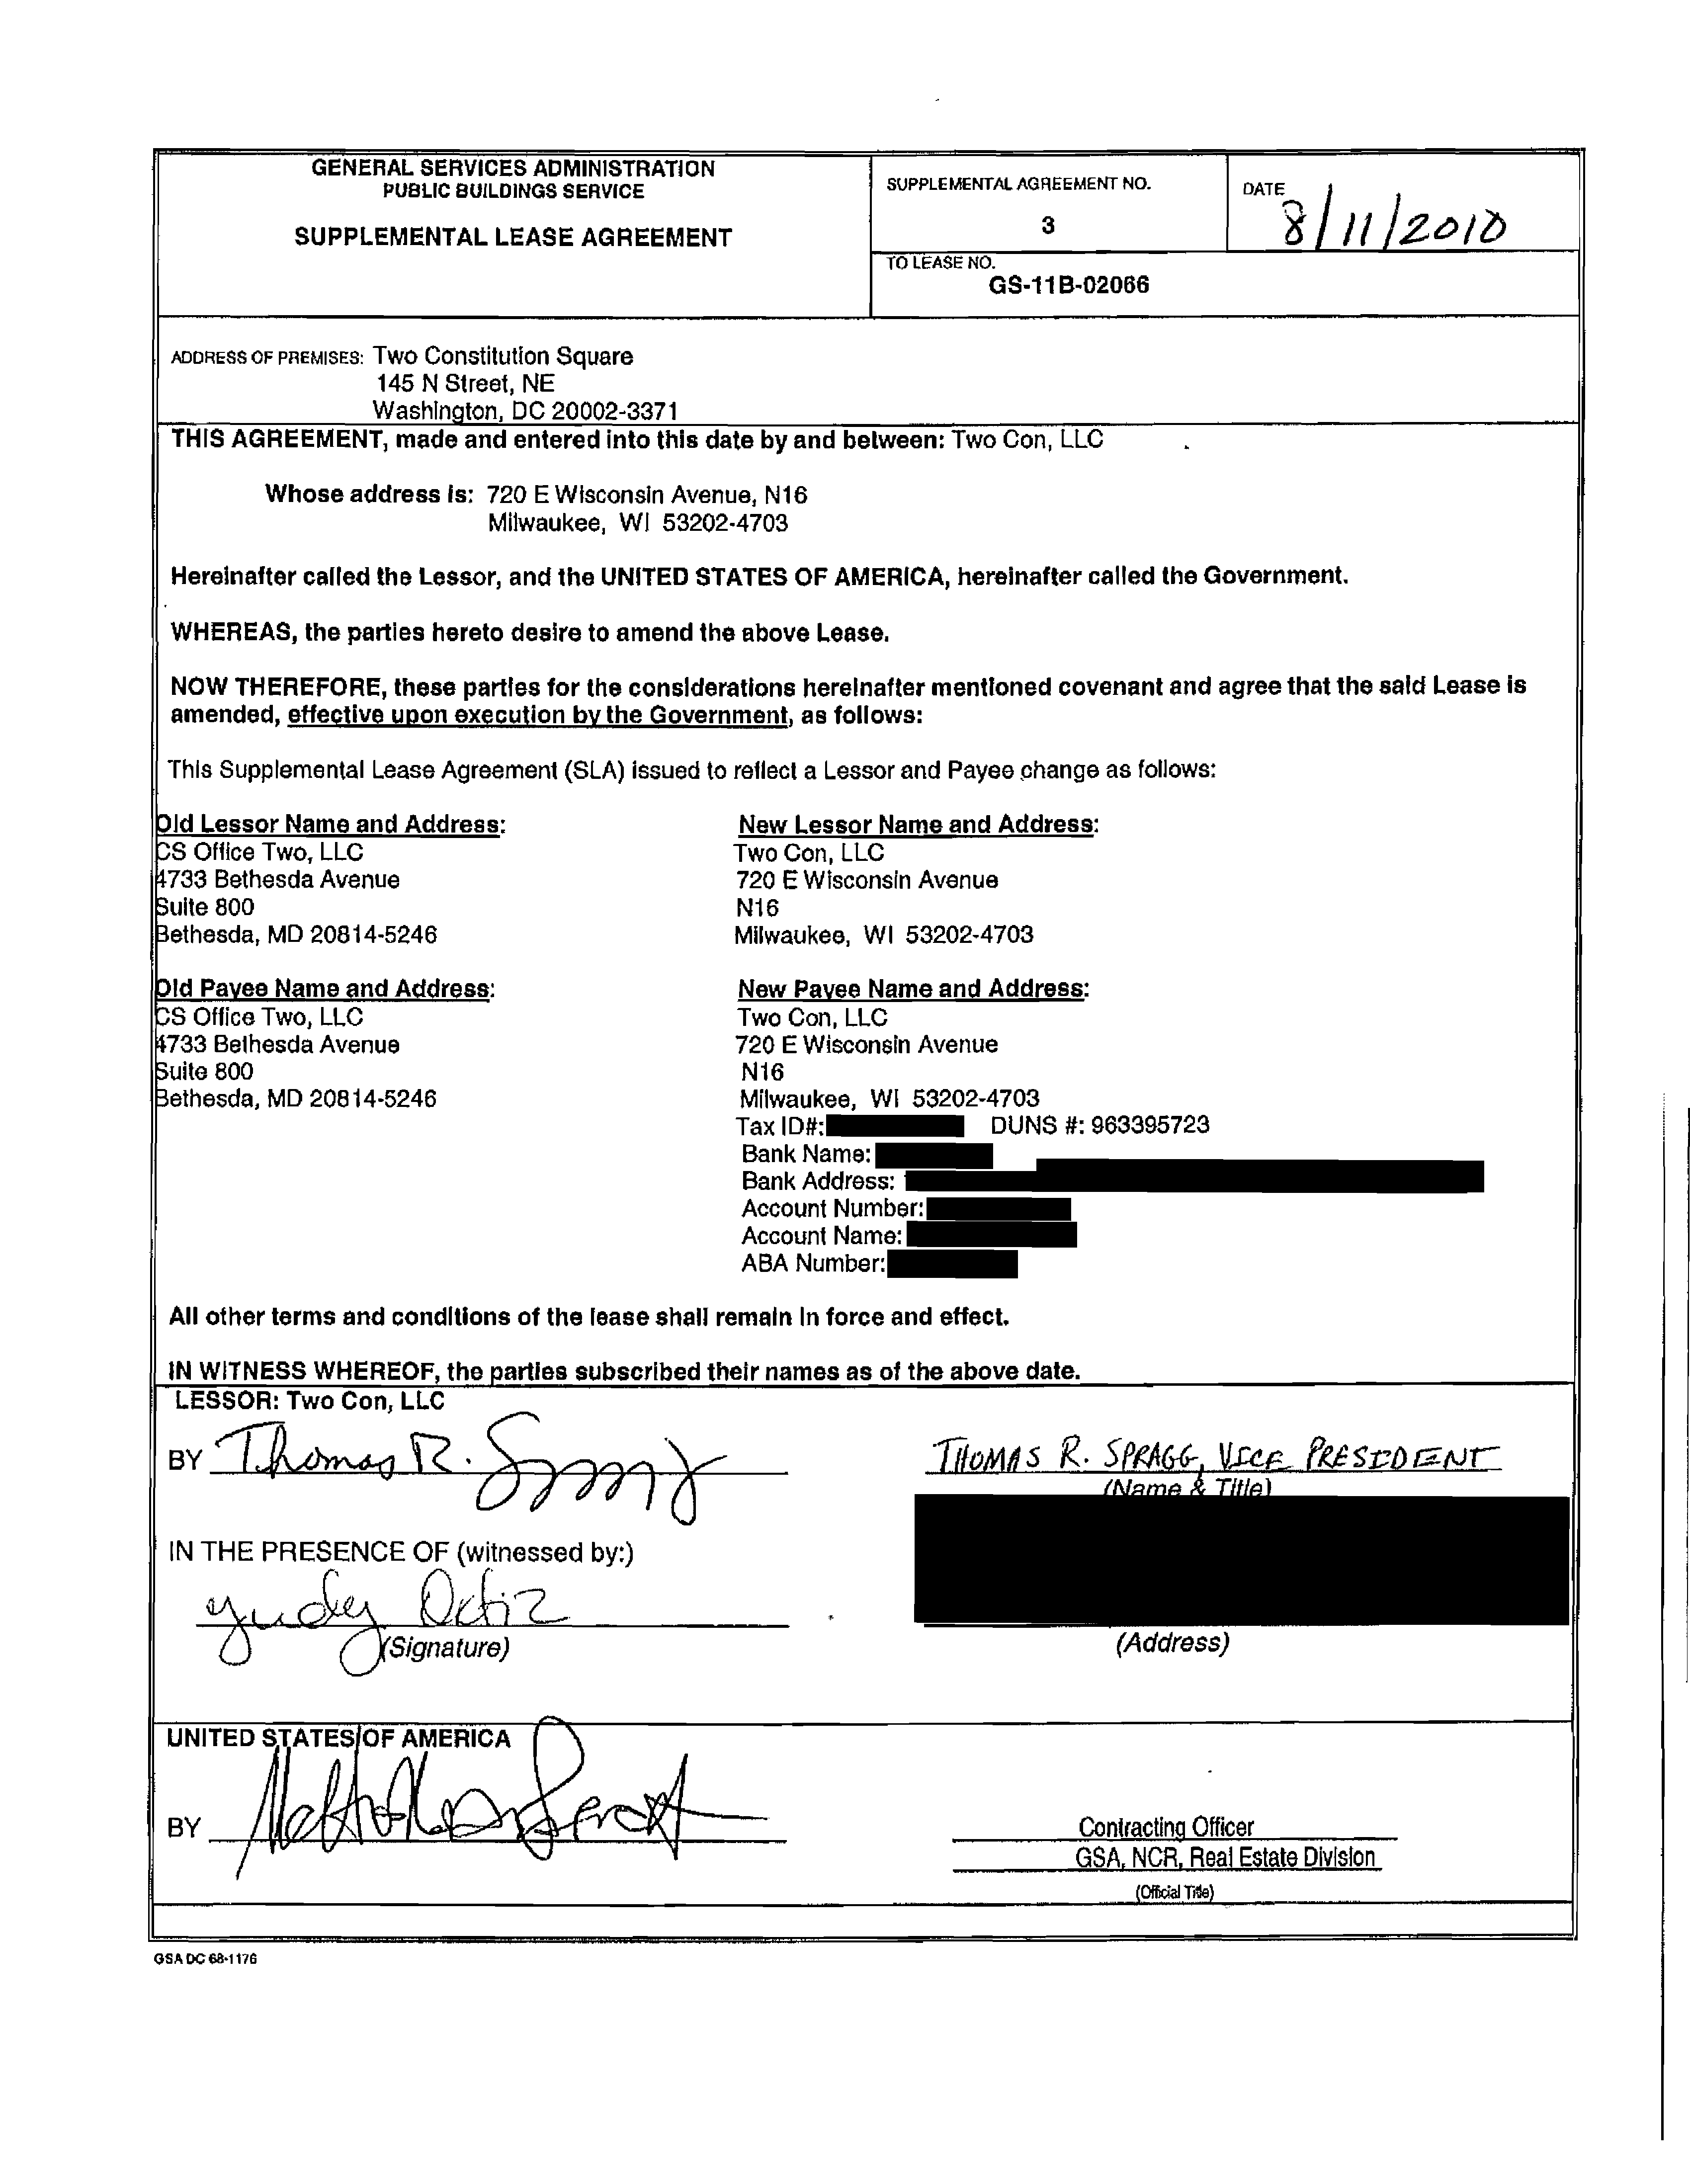 GENERAL SERVICES ADMINISTRATION
PUBLIC BUILDINGS SERVICE
SUPPLEMENTAL LEASE AGREEMENT
SUPPLEMENTAL AGREEMENT NO.
3
DATE
8/11/2010
TO LEASE NO.
GS-11B-02066
ADDRESS OF PREMISES: Two Constitution Square
145 N Street, NE
Washington, DC 20002-3371
THIS AGREEMENT, made and entered into this date by and between: Two Con, LLC
Whose address is: 720 E Wisconsin Avenue, N16
Milwaukee, WI 53202-4703
Hereinafter called the Lessor, and the UNITED STATES OF AMERICA, hereinafter called the Government.
WHEREAS, the parties hereto desire to amend the above Lease.
NOW THEREFORE, these parties for the considerations hereinafter mentioned covenant and agree that the said Lease is
amended, effective upon execution by the Government, as follows:
This Supplemental Lease Agreement (SLA) issued to reflect a Lessor and Payee change as follows:
Old Lessor Name and Address:
CS Office Two, LLC
4733 Bethesda Avenue
Suite 800
Bethesda, MD 20814-5246
New Lessor Name and Address:
Two Con, LLC
720 E Wisconsin Avenue
N16
Milwaukee, WI 53202-4703
Old Payee Name and Address:
CS Office Two, LLC
4733 Bethesda Avenue
Suite 800
Bethesda, MD 20814-5246
New Payee Name and Address:
Two Con, LLC
720 E Wisconsin Avenue
N16
Milwaukee, WI 53202-4703
Tax ID#: DUNS #: 963395723
Bank Name:
Bank Address:
Account Number:
Account Name:
ABA Number:
All other terms and conditions of the lease shall remain in force and effect.
IN WITNESS WHEREOF, the parties subscribed their names as of the above date.
LESSOR: Two Con, LLC
BY Thomas R. Spragg
THOMAS R. SPRAGG, VICE PRESIDENT
(Name & Title)
IN THE PRESENCE OF (witnessed by:)
Yudey Ortiz
(Signature)
(Address)
UNITED STATES OF AMERICA
BY
Contracting Officer
GSA, NCR, Real Estate Division
(Official Title)
GSA DC 68-1176